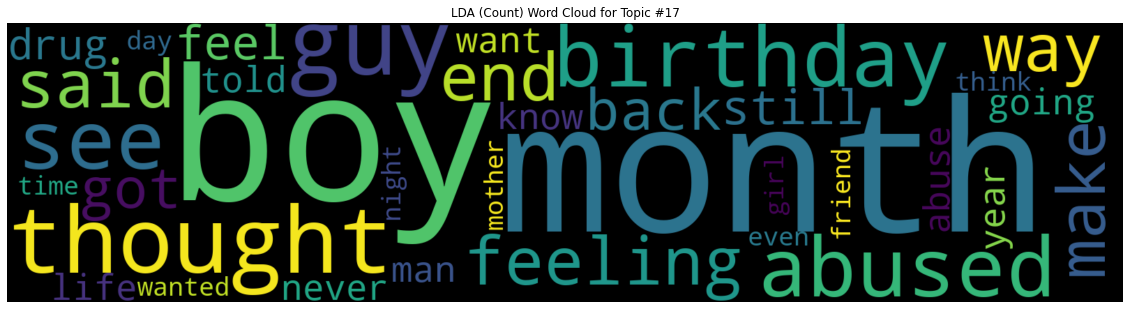 LDA (Count) Word Cloud for Topic #17
drug day feel guy want birthday way
said told end think
boy know back still going
see month
time got night mother girl friend abuse year make
thought feeling even abused
life wanted never man